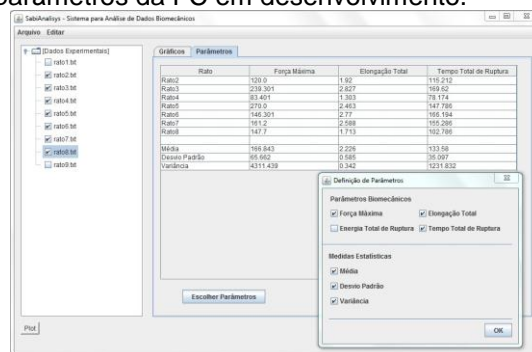 parâmetros da PC em desenvolvimento.
SabiAnalisys - Sistema para Análise de Dados Biomecânicos
Arquivo Editar
[Dados Experimentais]
rato1.txt
rato2.txt
rato3.txt
rato4.txt
rato5.txt
rato6.txt
rato7.txt
rato8.txt
rato9.txt
Gráficos Parâmetros
Rato Força Máxima Elongação Total Tempo Total de Ruptura
Rato2 120.0 1.92 115.212
Rato3 239.301 2.827 169.62
Rato4 83.401 1.303 78.174
Rato5 270.0 2.463 147.786
Rato6 146.301 2.77 166.194
Rato7 161.2 2.588 155.286
Rato8 147.7 1.713 102.786
Média 166.843 2.226 133.58
Desvio Padrão 65.662 0.585 35.097
Variância 4311.439 0.342 1231.832
Escolher Parâmetros
Plot
Definição de Parâmetros
Parâmetros Biomecânicos
Força Máxima Elongação Total
Energia Total de Ruptura Tempo Total de Ruptura
Medidas Estatísticas
Média
Desvio Padrão
Variância
OK